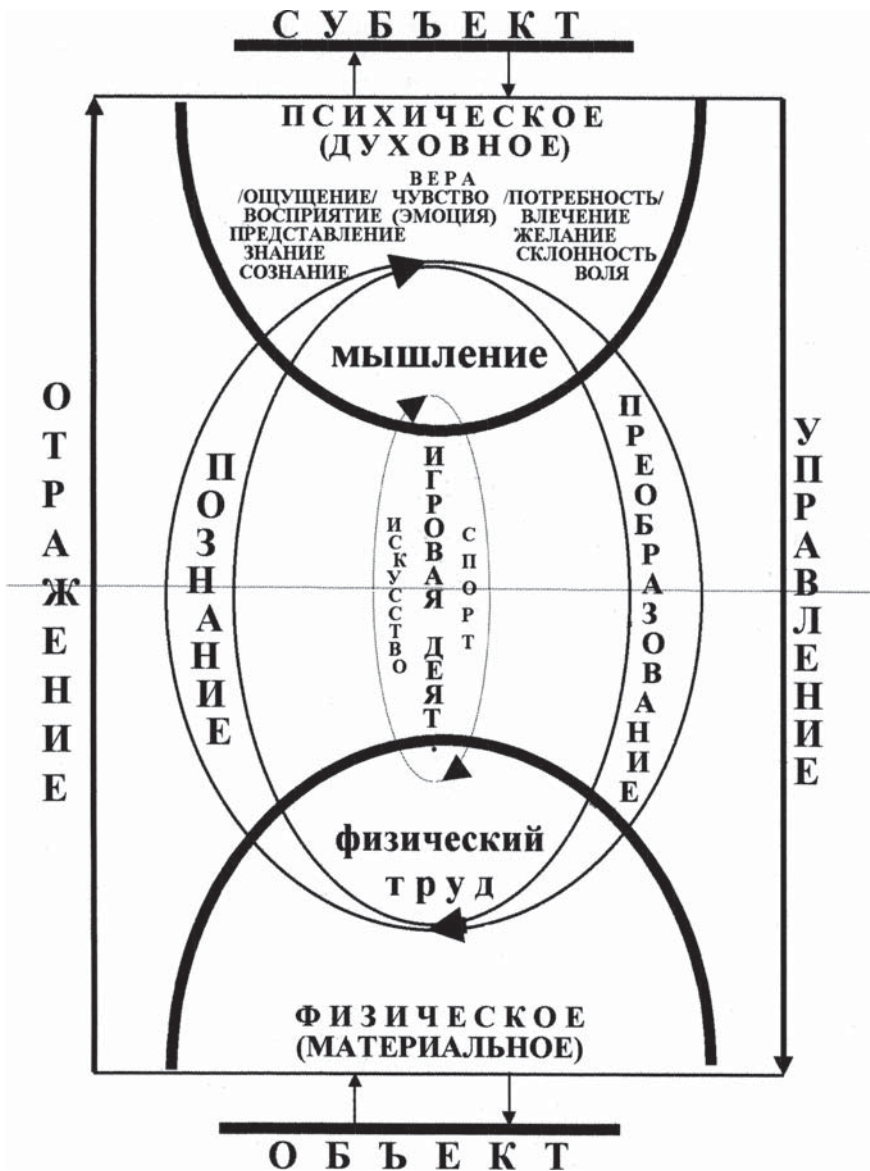 СУБЪЕКТ
ПСИХИЧЕСКОЕ
(ДУХОВНОЕ)
ВЕРА
/ОЩУЩЕНИЕ/ ЧУВСТВО /ПОТРЕБНОСТЬ/
ВОСПРИЯТИЕ (ЭМОЦИЯ) ВЛЕЧЕНИЕ
ПРЕДСТАВЛЕНИЕ ЖЕЛАНИЕ
ЗНАНИЕ СКЛОННОСТЬ
СОЗНАНИЕ ВОЛЯ
мышление
ОТРАЖЕНИЕ
ПОЗНАНИЕ
ИСКУССТВО
ИГРОВАЯ ДЕЯТ.
СПОРТ
ПРЕОБРАЗОВАНИЕ
УПРАВЛЕНИЕ
физический
труд
ФИЗИЧЕСКОЕ
(МАТЕРИАЛЬНОЕ)
ОБЪЕКТ